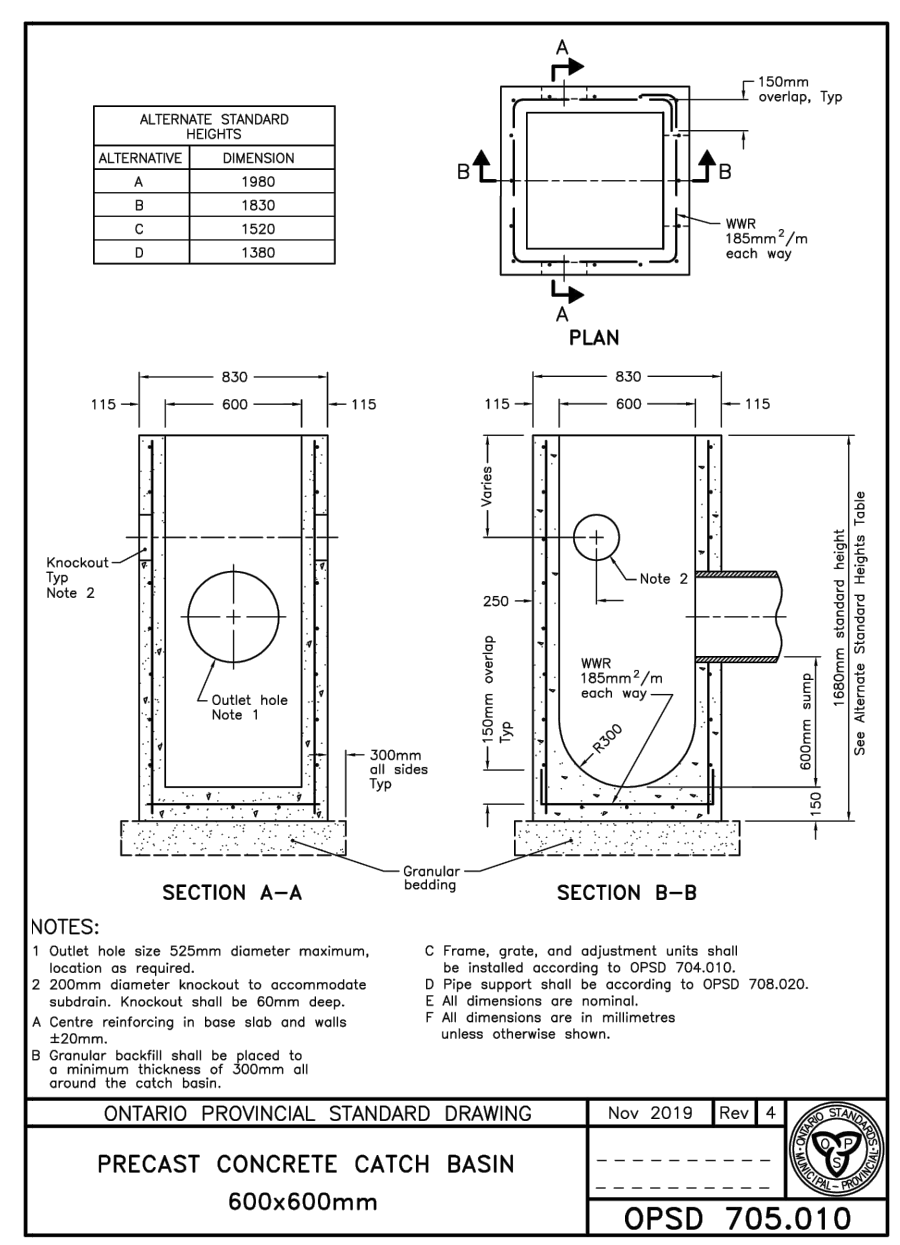 ALTERNATE STANDARD
HEIGHTS
ALTERNATIVE DIMENSION
A 1980
B 1830
C 1520
D 1380
A
150mm
overlap, Typ
B
B
WWR
185mm²/m
each way
A
PLAN
830
115
600
115
Knockout
Typ
Note 2
Outlet hole
Note 1
300mm
all sides
Typ
SECTION A-A
830
115
600
115
Varies
Note 2
250
WWR
185mm²/m
each way
150mm overlap
Typ
R300
600mm sump
150
1680mm standard height
See Alternate Standard Heights Table
Granular
bedding
SECTION B-B
NOTES:
1 Outlet hole size 525mm diameter maximum,
location as required.
2 200mm diameter knockout to accommodate
subdrain. Knockout shall be 60mm deep.
A Centre reinforcing in base slab and walls
±20mm.
B Granular backfill shall be placed to
a minimum thickness of 300mm all
around the catch basin.
C Frame, grate, and adjustment units shall
be installed according to OPSD 704.010.
D Pipe support shall be according to OPSD 708.020.
E All dimensions are nominal.
F All dimensions are in millimetres
unless otherwise shown.
ONTARIO PROVINCIAL STANDARD DRAWING
Nov 2019 Rev 4
PRECAST CONCRETE CATCH BASIN
600x600mm
ONTARIO STANDARDS
MUNICIPAL-PROVINCIAL
OPS
OPSD 705.010